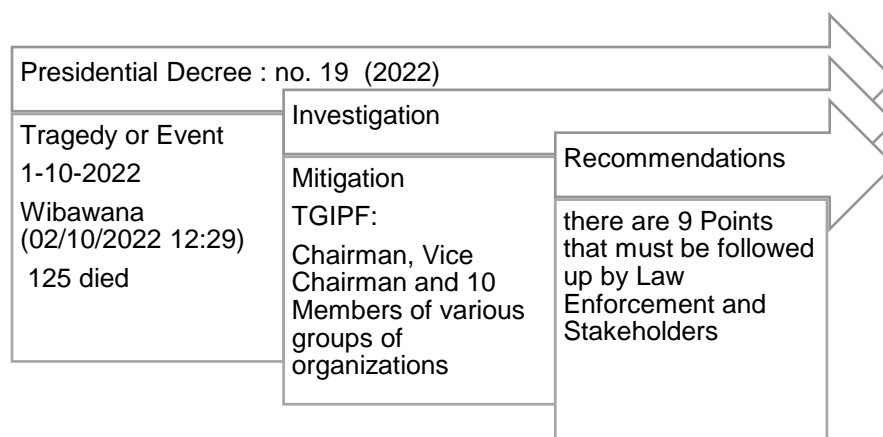 Presidential Decree : no. 19  (2022)
Tragedy or Event
1-10-2022
Wibawana
(02/10/2022 12:29)
125 died
Investigation
Mitigation
TGIPF:
Chairman, Vice
Chairman and 10
Members of various
groups of
organizations
Recommendations
there are 9 Points
that must be followed
up by Law
Enforcement and
Stakeholders